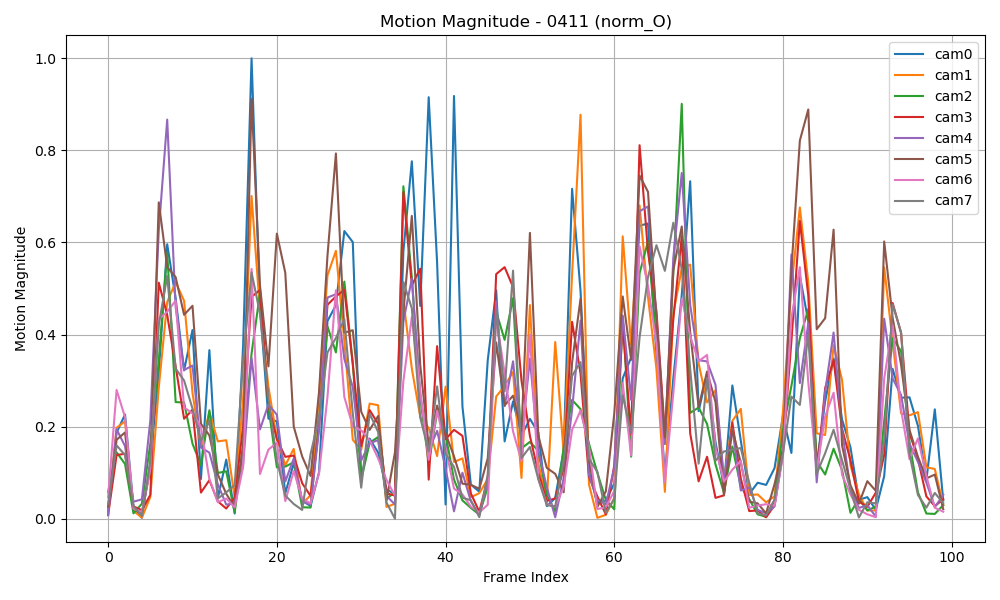 Motion Magnitude - 0411 (norm_O)
1.0
0.8
0.6
0.4
0.2
0.0
Motion Magnitude
0
20
40
60
80
100
Frame Index
cam0
cam1
cam2
cam3
cam4
cam5
cam6
cam7